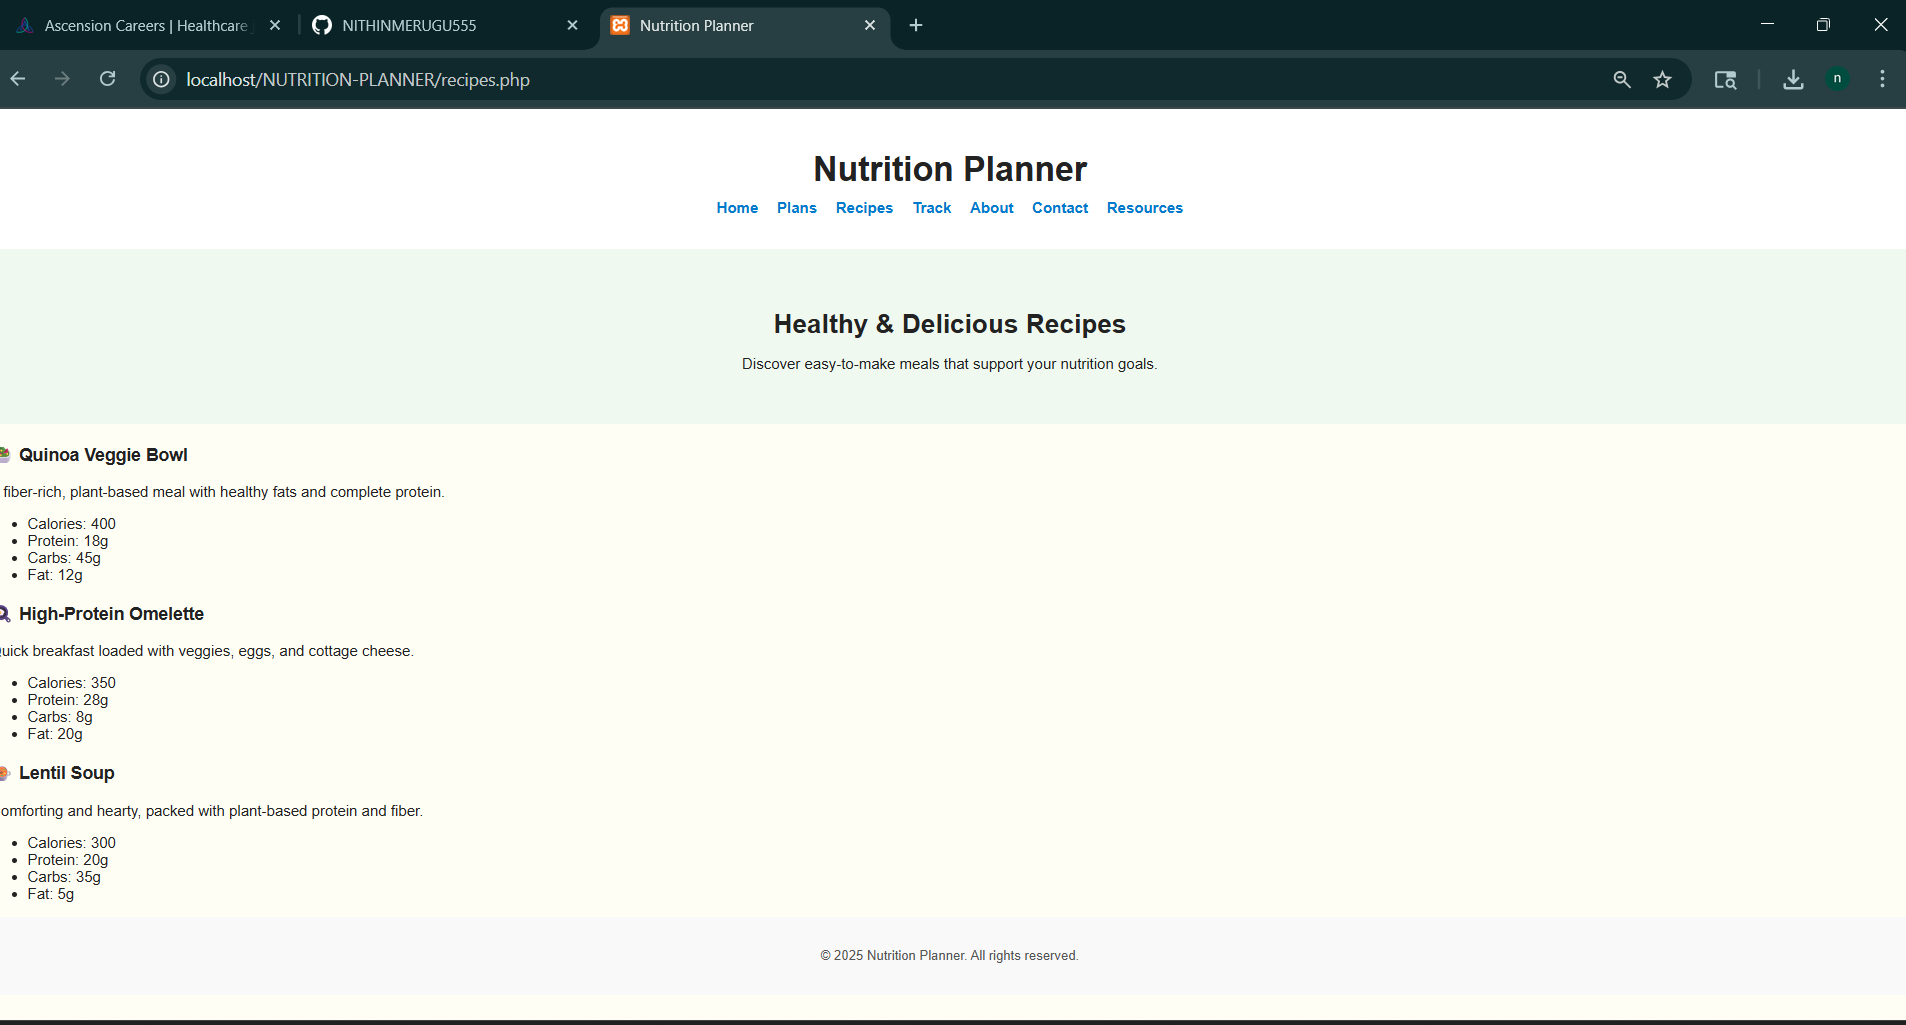 Ascension Careers | Healthcare
NITHINMERUGU555
Nutrition Planner
localhost/NUTRITION-PLANNER/recipes.php
n
Nutrition Planner
Home Plans Recipes Track About Contact Resources
Healthy & Delicious Recipes
Discover easy-to-make meals that support your nutrition goals.
Quinoa Veggie Bowl
fiber-rich, plant-based meal with healthy fats and complete protein.
• Calories: 400
• Protein: 18g
• Carbs: 45g
• Fat: 12g
High-Protein Omelette
uick breakfast loaded with veggies, eggs, and cottage cheese.
• Calories: 350
• Protein: 28g
• Carbs: 8g
• Fat: 20g
Lentil Soup
omforting and hearty, packed with plant-based protein and fiber.
• Calories: 300
• Protein: 20g
• Carbs: 35g
• Fat: 5g
© 2025 Nutrition Planner. All rights reserved.